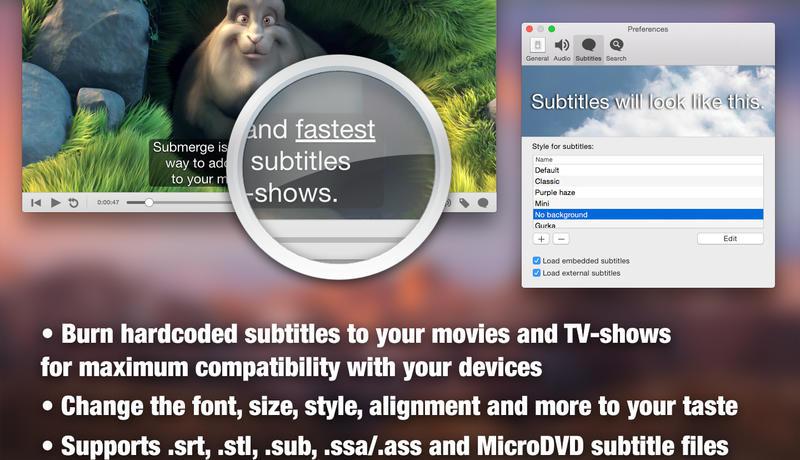 Preferences
General Audio Subtitles Search
Subtitles will look like this.
Style for subtitles:
Name
Default
Classic
Purple haze
Mini
No background
Gurka
+ − Edit
Load embedded subtitles
Load external subtitles
Submerge is
way to add
to your m
and fastest
subtitles
-shows.
0:00:47
• Burn hardcoded subtitles to your movies and TV-shows
for maximum compatibility with your devices
• Change the font, size, style, alignment and more to your taste
• Supports .srt, .stl, .sub, .ssa/.ass and MicroDVD subtitle files